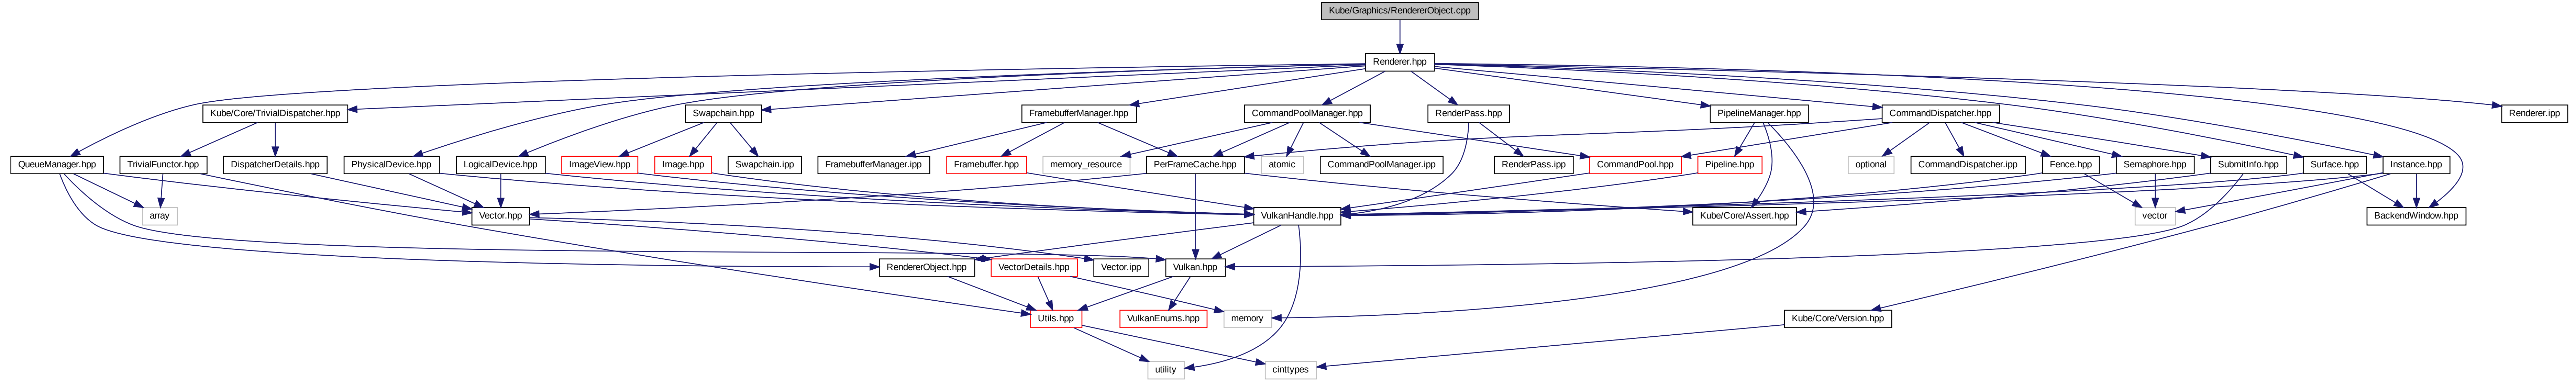 Kube/Graphics/RendererObject.cpp
Renderer.hpp
Kube/Core/TrivialDispatcher.hpp
Swapchain.hpp
FramebufferManager.hpp
CommandPoolManager.hpp
RenderPass.hpp
PipelineManager.hpp
CommandDispatcher.hpp
Renderer.ipp
QueueManager.hpp
TrivialFunctor.hpp
DispatcherDetails.hpp
PhysicalDevice.hpp
LogicalDevice.hpp
ImageView.hpp
Image.hpp
Swapchain.ipp
FramebufferManager.ipp
Framebuffer.hpp
memory_resource
PerFrameCache.hpp
atomic
CommandPoolManager.ipp
RenderPass.ipp
CommandPool.hpp
Pipeline.hpp
optional
CommandDispatcher.ipp
Fence.hpp
Semaphore.hpp
SubmitInfo.hpp
Surface.hpp
Instance.hpp
array
Vector.hpp
VulkanHandle.hpp
Kube/Core/Assert.hpp
vector
BackendWindow.hpp
RendererObject.hpp
VectorDetails.hpp
Vector.ipp
Vulkan.hpp
Utils.hpp
VulkanEnums.hpp
memory
Kube/Core/Version.hpp
utility
cinttypes